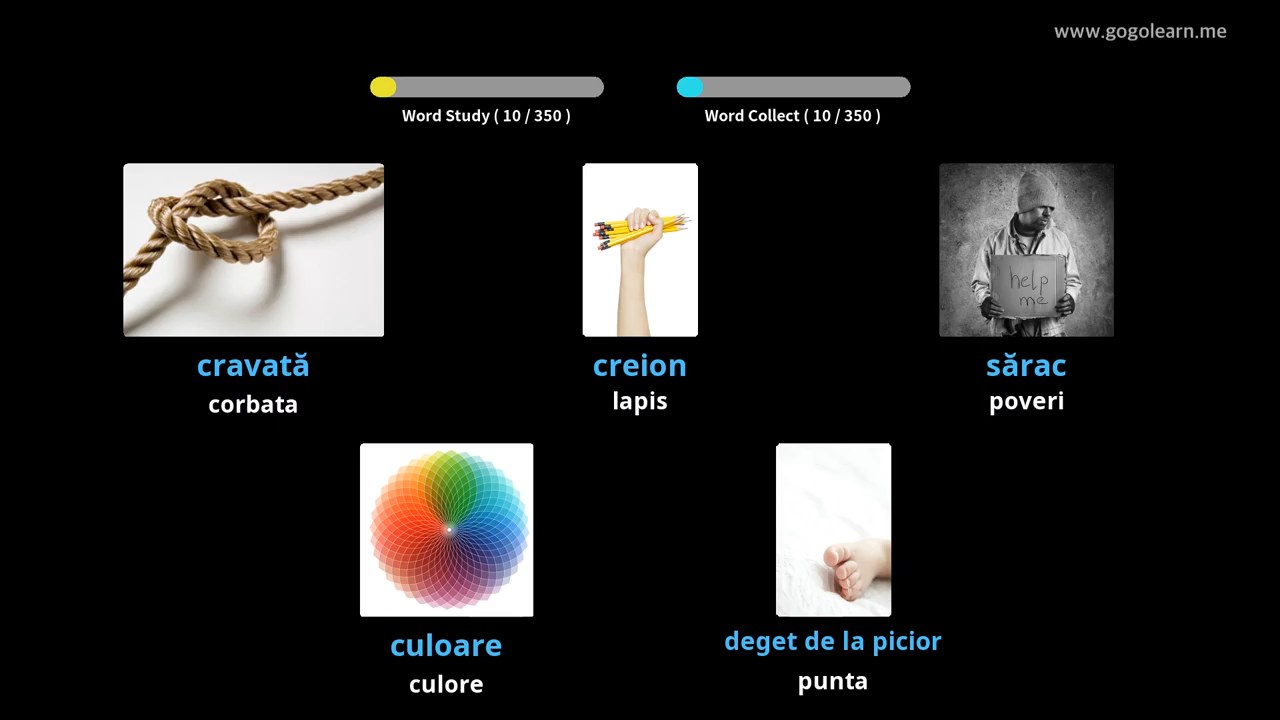 www.gogolearn.me
Word Study ( 10 / 350 )
Word Collect ( 10 / 350 )
help
me
cravată
corbata
creion
lapis
sărac
poveri
culoare
culore
deget de la picior
punta